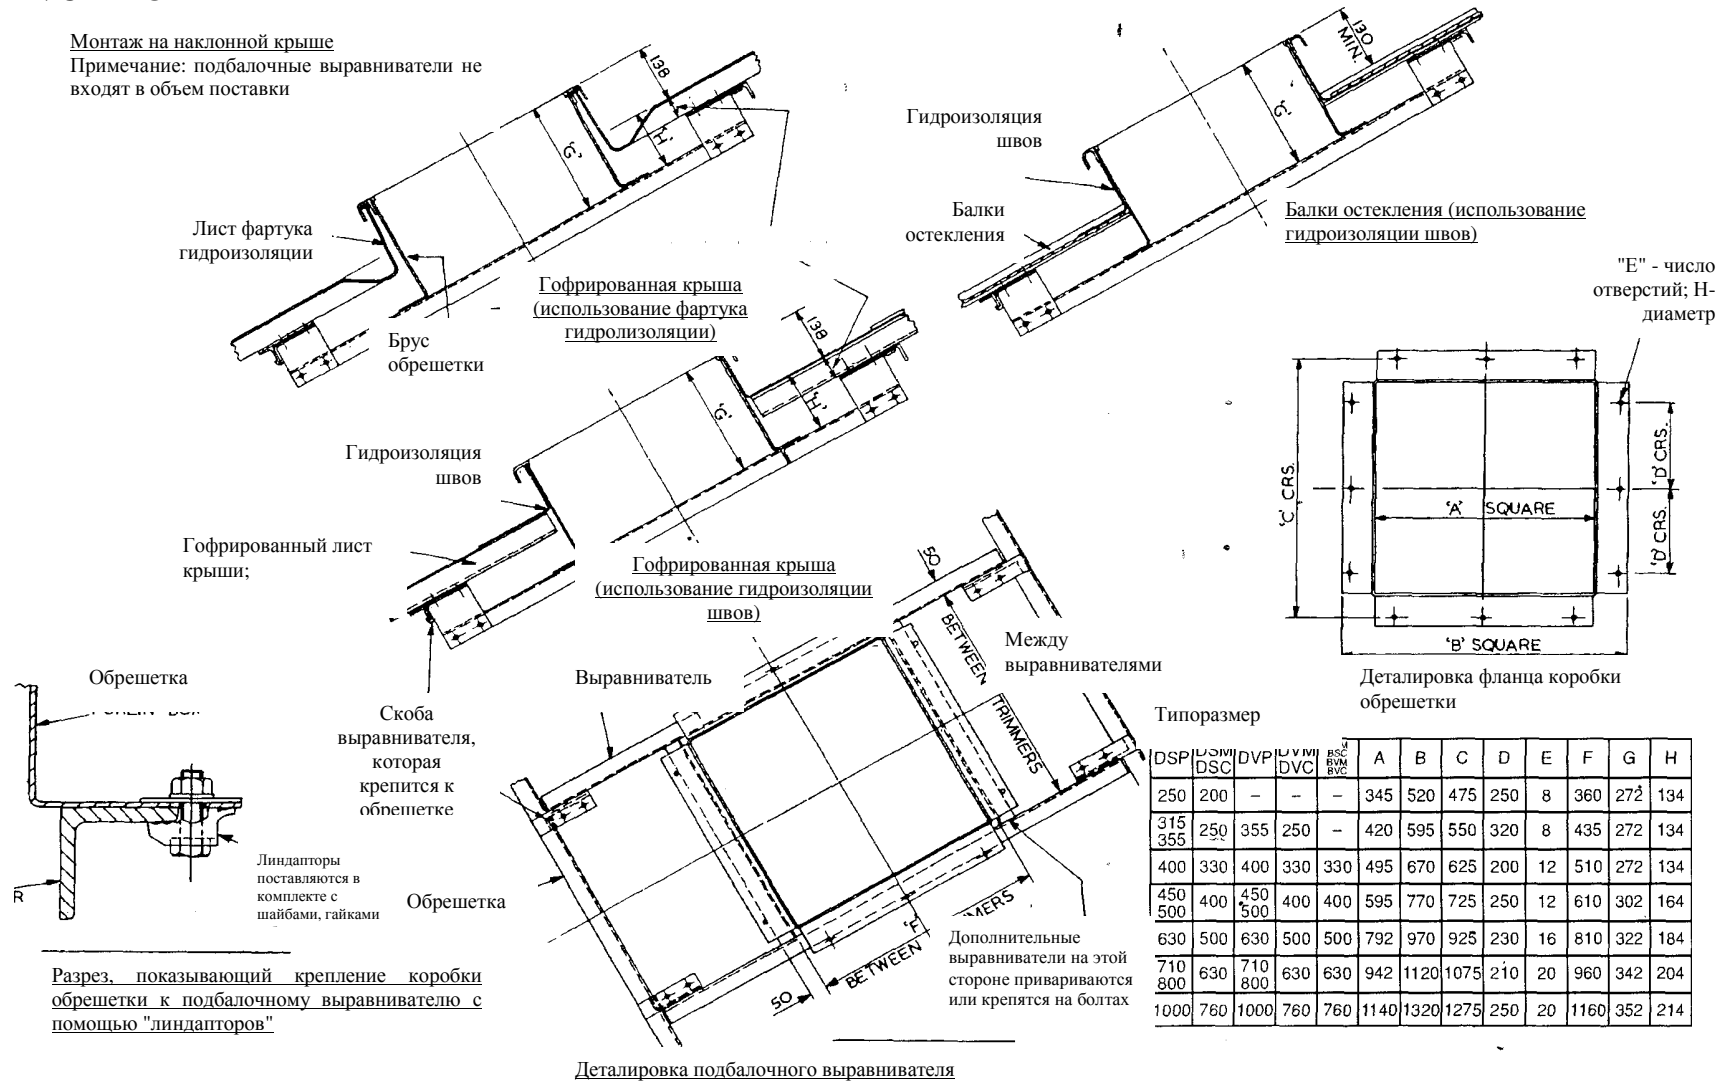 Монтаж на наклонной крыше
Примечание: подбалочные выравниватели не
входят в объем поставки
138
'G'
'H'
Лист фартука
гидроизоляции
Брус
обрешетки
Гофрированная крыша
(использование фартука
гидролизоляции)
130
MIN.
'G'
Гидроизоляция
швов
Балки
остекления
Балки остекления (использование
гидроизоляции швов)
138
'G'
'H'
Гидроизоляция
швов
Гофрированный лист
крыши;
Гофрированная крыша
(использование гидроизоляции
швов)
"Е" - число
отверстий; Н-
диаметр
'C' CRS.
'D' CRS.
'D' CRS.
'A' SQUARE
'B' SQUARE
Деталировка фланца коробки
обрешетки
Обрешетка
R
Линдапторы
поставляются в
комплекте с
шайбами, гайками
Разрез, показывающий крепление коробки
обрешетки к подбалочному выравнивателю с
помощью "линдапторов"
Скоба
выравнивателя,
которая
крепится к
обрешетке
Выравниватель
50
BETWEEN
TRIMMERS
Между
выравнивателями
Обрешетка
'F'
50
BETWEEN
MMERS
Дополнительные
выравниватели на этой
стороне привариваются
или крепятся на болтах
Деталировка подбалочного выравнивателя
Типоразмер
DSP DSM DSC DVP DVM DVC BSC BVM BVC A B C D E F G H
250 200 – – – 345 520 475 250 8 360 272 134
315 355 250 355 250 – 420 595 550 320 8 435 272 134
400 330 400 330 330 495 670 625 200 12 510 272 134
450 500 400 450 500 400 400 595 770 725 250 12 610 302 164
630 500 630 500 500 792 970 925 230 16 810 322 184
710 800 630 710 800 630 630 942 1120 1075 210 20 960 342 204
1000 760 1000 760 760 1140 1320 1275 250 20 1160 352 214